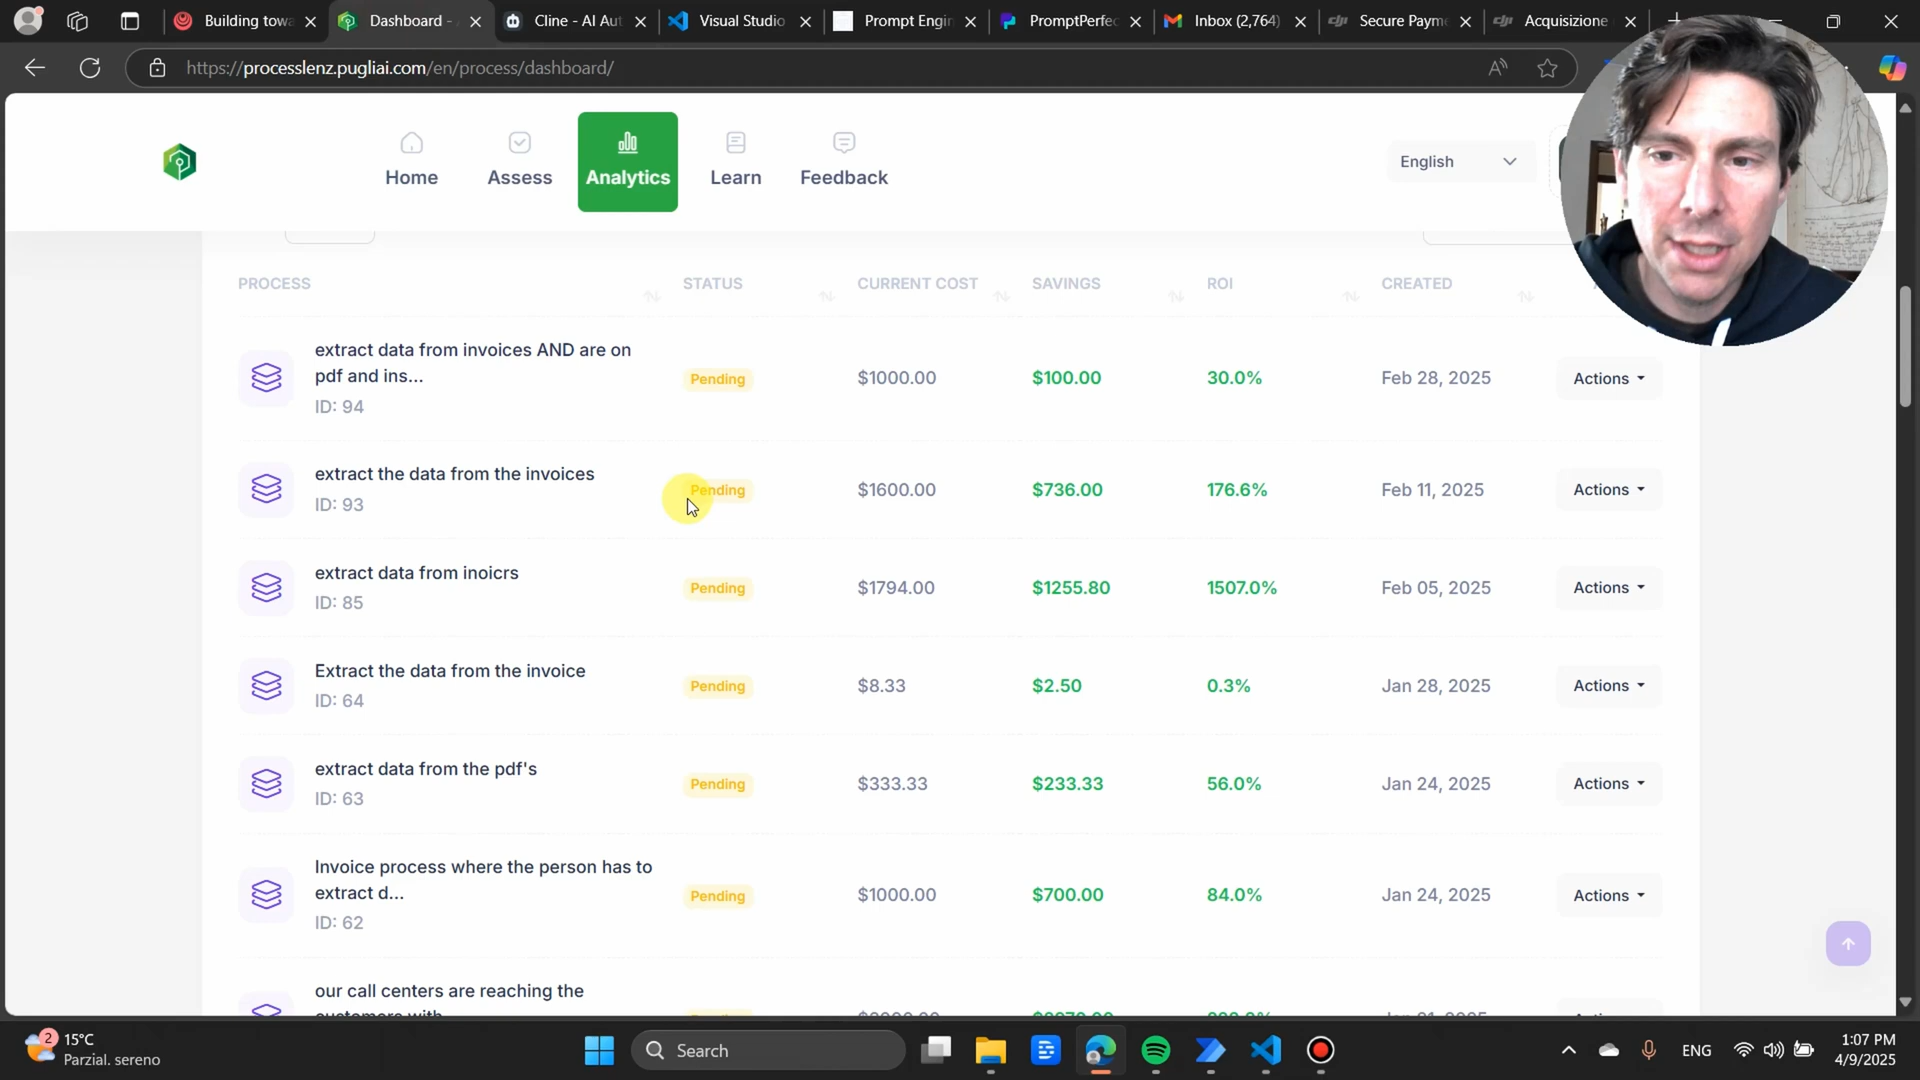 Building towa
Dashboard -
Cline - AI Aut
Visual Studio
Prompt Engin
PromptPerfec
Inbox (2,764)
Secure Payme
Acquisizione
https://processlenz.pugliai.com/en/process/dashboard/
Home
Assess
Analytics
Learn
Feedback
English
PROCESS
STATUS
CURRENT COST
SAVINGS
ROI
CREATED
extract data from invoices AND are on
pdf and ins...
ID: 94
Pending
$1000.00
$100.00
30.0%
Feb 28, 2025
Actions
extract the data from the invoices
ID: 93
Pending
$1600.00
$736.00
176.6%
Feb 11, 2025
Actions
extract data from inoicrs
ID: 85
Pending
$1794.00
$1255.80
1507.0%
Feb 05, 2025
Actions
Extract the data from the invoice
ID: 64
Pending
$8.33
$2.50
0.3%
Jan 28, 2025
Actions
extract data from the pdf's
ID: 63
Pending
$333.33
$233.33
56.0%
Jan 24, 2025
Actions
Invoice process where the person has to
extract d...
ID: 62
Pending
$1000.00
$700.00
84.0%
Jan 24, 2025
Actions
our call centers are reaching the
customers with
2
15°C
Parzial. sereno
Search
ENG
1:07 PM
4/9/2025